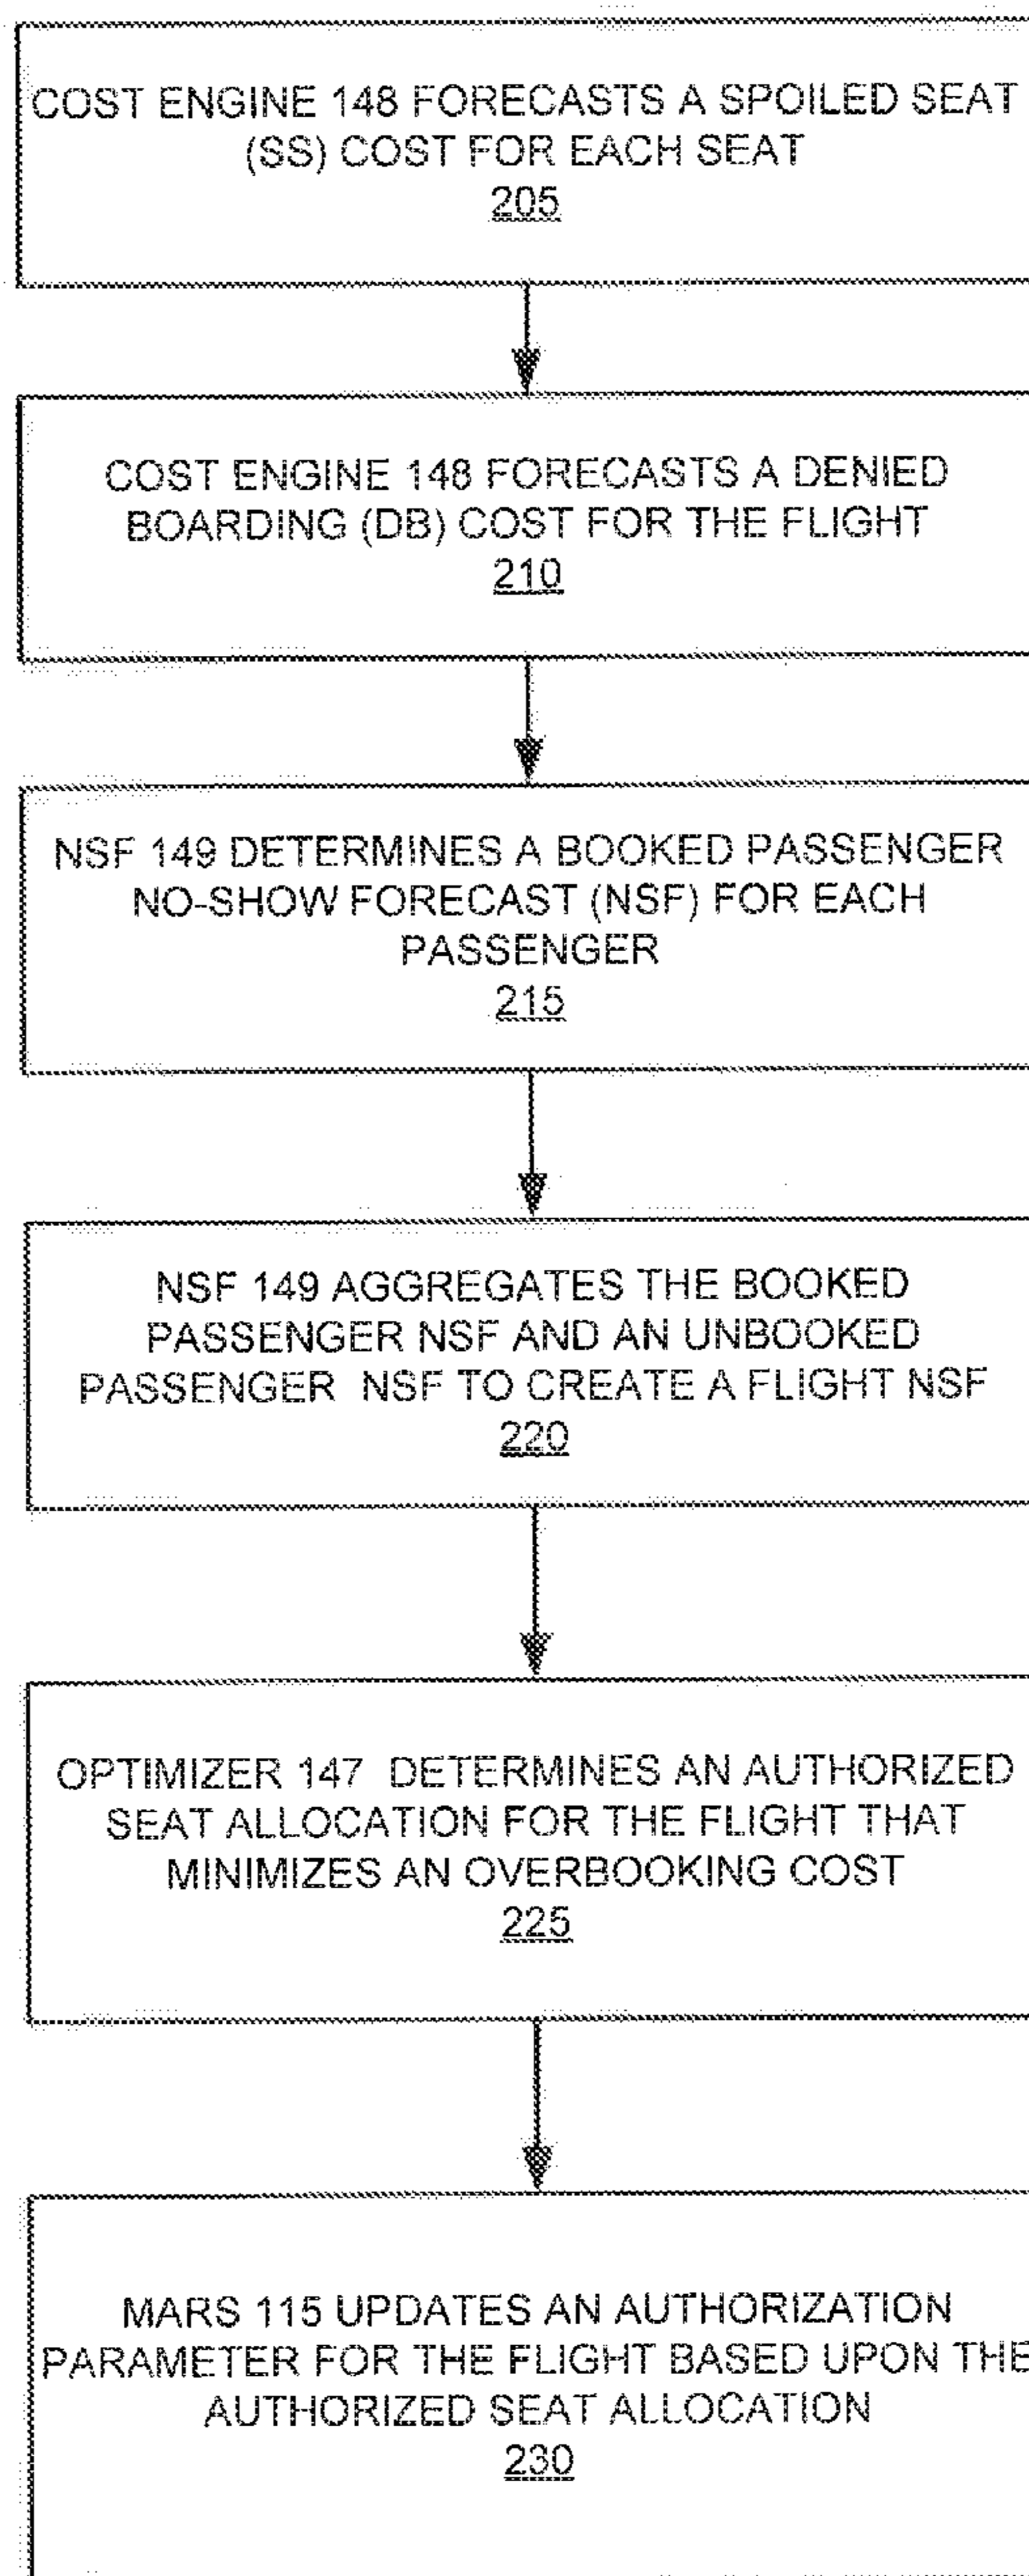 COST ENGINE 148 FORECASTS A SPOILED SEAT
(SS) COST FOR EACH SEAT
205
COST ENGINE 148 FORECASTS A DENIED
BOARDING (DB) COST FOR THE FLIGHT
210
NSF 149 DETERMINES A BOOKED PASSENGER
NO-SHOW FORECAST (NSF) FOR EACH
PASSENGER
215
NSF 149 AGGREGATES THE BOOKED
PASSENGER NSF AND AN UNBOOKED
PASSENGER NSF TO CREATE A FLIGHT NSF
220
OPTIMIZER 147 DETERMINES AN AUTHORIZED
SEAT ALLOCATION FOR THE FLIGHT THAT
MINIMIZES AN OVERBOOKING COST
225
MARS 115 UPDATES AN AUTHORIZATION
PARAMETER FOR THE FLIGHT BASED UPON THE
AUTHORIZED SEAT ALLOCATION
230